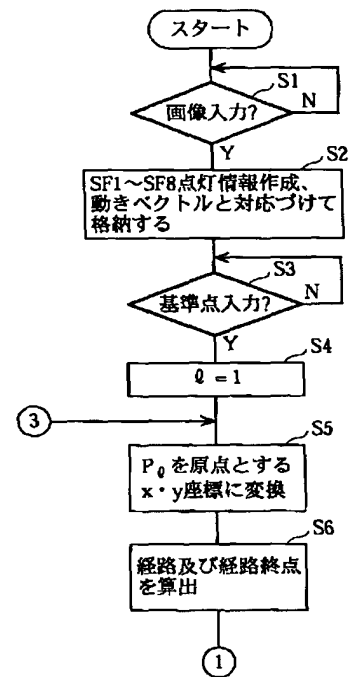 スタート
S1
画像入力?
N
Y
S2
SF1～SF8点灯情報作成、
動きベクトルと対応づけて
格納する
S3
基準点入力?
N
Y
S4
ℓ = 1
3
S5
Pℓを原点とする
x・y座標に変換
S6
経路及び経路終点
を算出
1